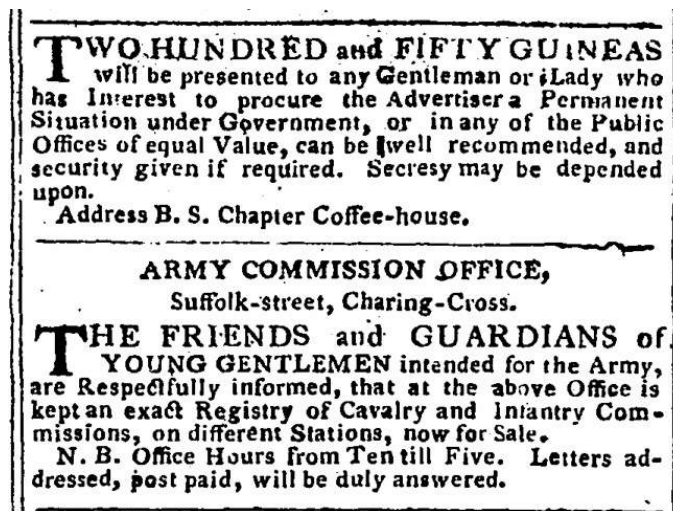 TWO HUNDRED and FIFTY GUINEAS
will be presented to any Gentleman or Lady who
has Interest to procure the Advertiser a Permanent
Situation under Government, or in any of the Public
Offices of equal Value, can be well recommended, and
security given if required. Secresy may be depended
upon.
Address B. S. Chapter Coffee-house.
ARMY COMMISSION OFFICE,
Suffolk-street, Charing-Cross.
THE FRIENDS and GUARDIANS of
YOUNG GENTLEMEN intended for the Army,
are Respectfully informed, that at the above Office is
kept an exact Registry of Cavalry and Infantry Com-
missions, on different Stations, now for Sale.
N. B. Office Hours from Ten till Five. Letters ad-
dressed, post paid, will be duly answered.